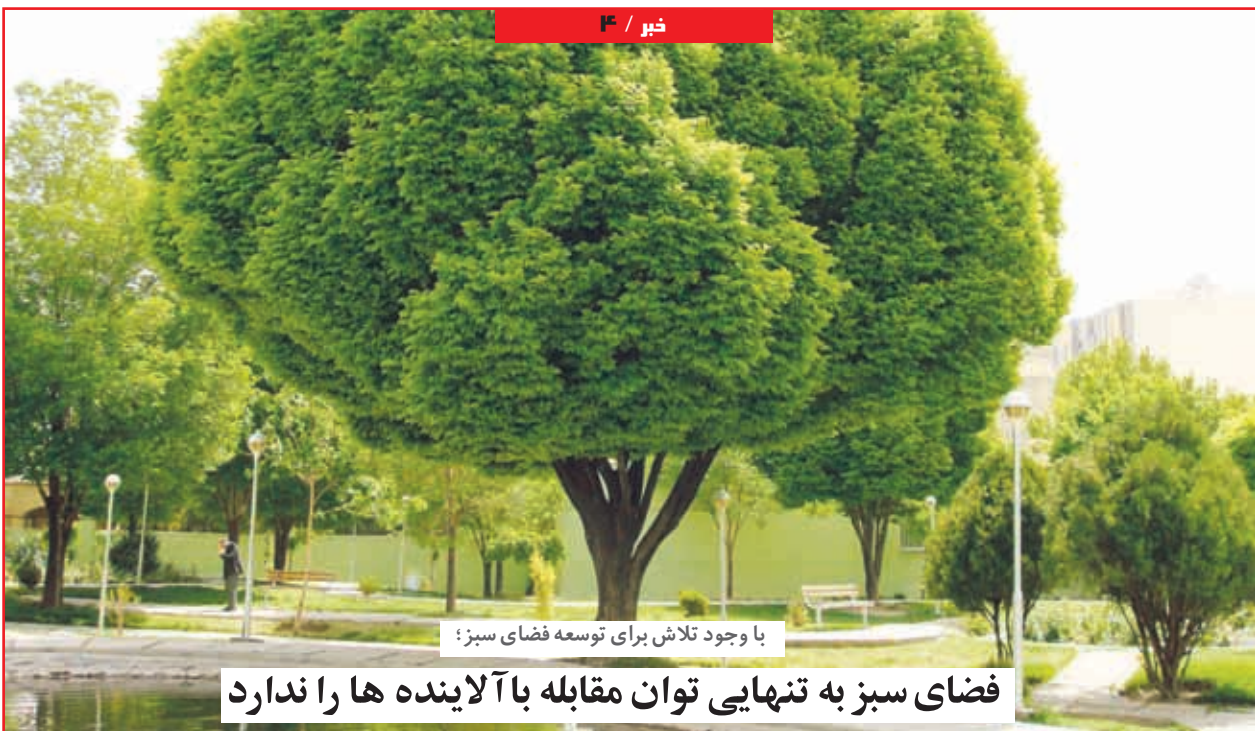 خبر / ۴
با وجود تلاش برای توسعه فضای سبز؛
فضای سبز به تنهایی توان مقابله با آلاینده ها را ندارد